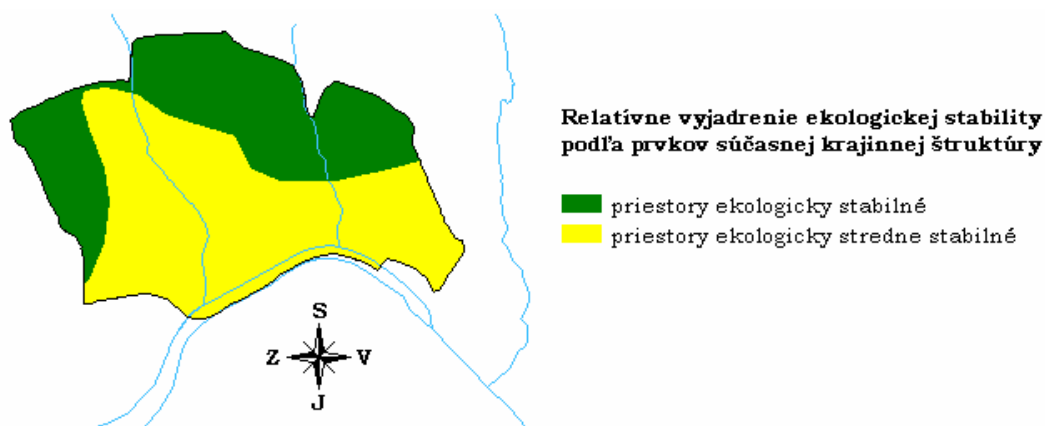 Relatívne vyjadrenie ekologickej stability
podľa prvkov súčasnej krajinnej štruktúry
priestory ekologicky stabilné
priestory ekologicky stredne stabilné
S
Z V
J